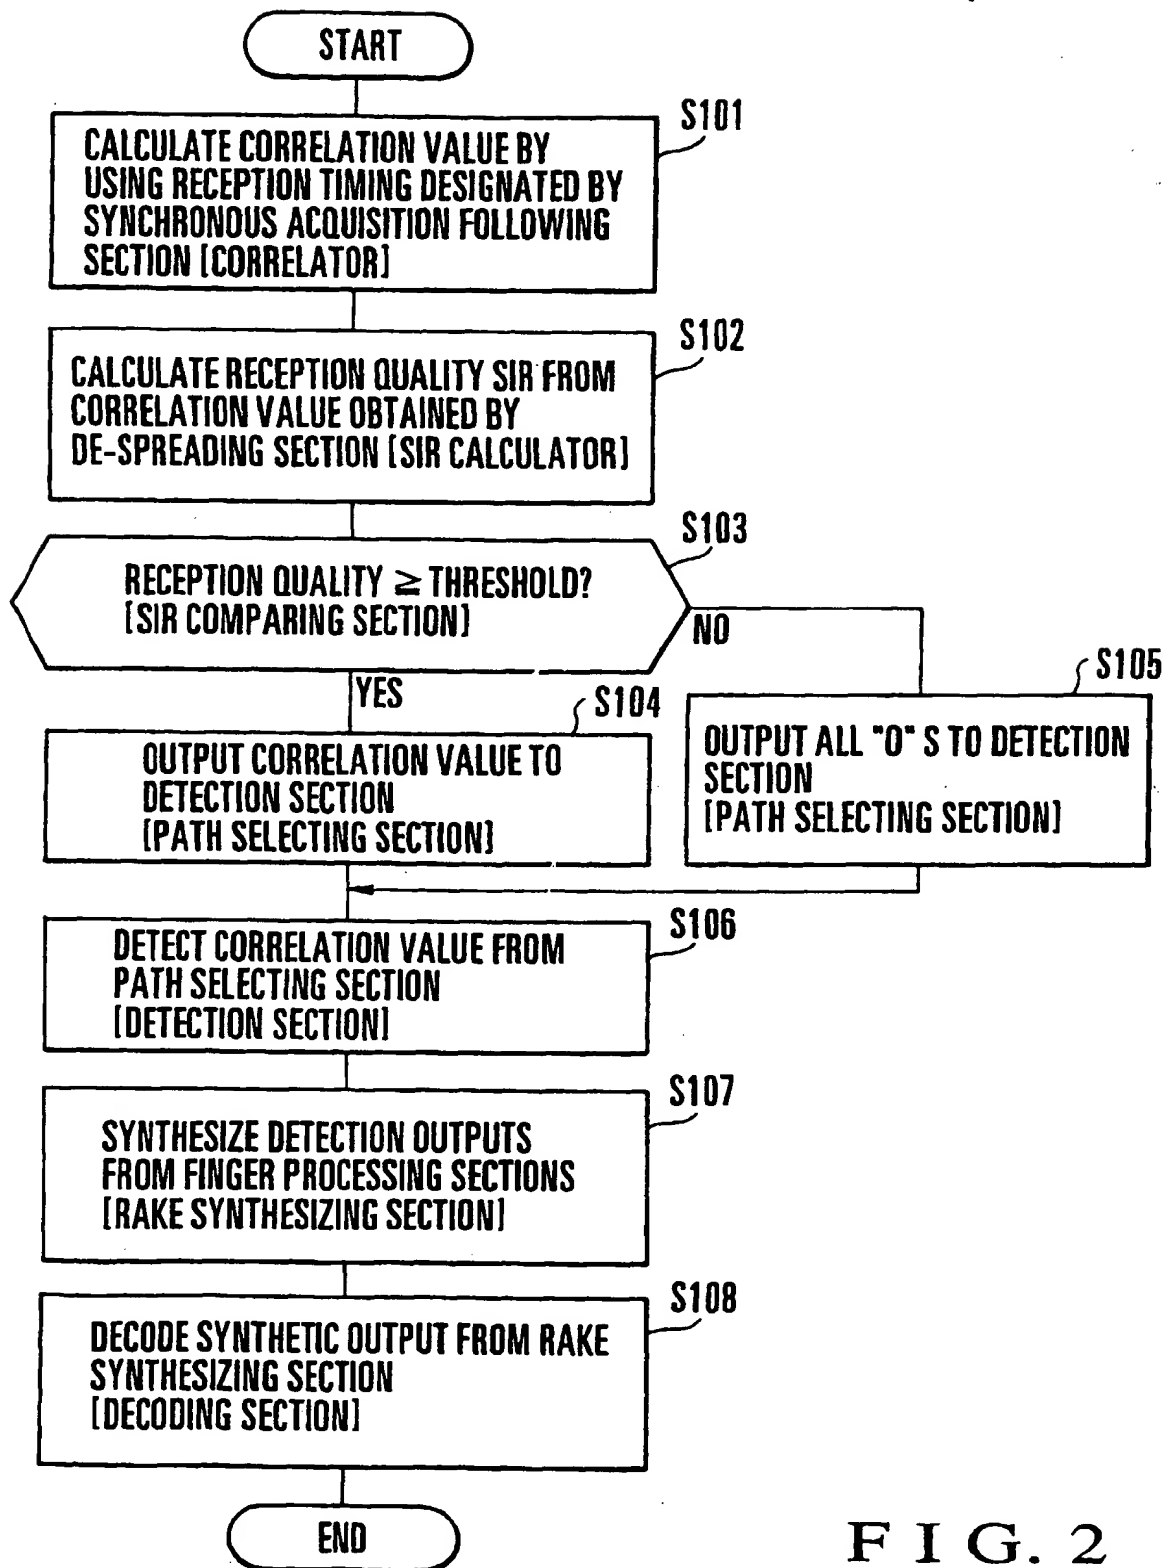 START
S101
CALCULATE CORRELATION VALUE BY
USING RECEPTION TIMING DESIGNATED BY
SYNCHRONOUS ACQUISITION FOLLOWING
SECTION [CORRELATOR]
S102
CALCULATE RECEPTION QUALITY SIR FROM
CORRELATION VALUE OBTAINED BY
DE-SPREADING SECTION [SIR CALCULATOR]
S103
RECEPTION QUALITY ≧ THRESHOLD?
[SIR COMPARING SECTION]
NO
YES
S104
OUTPUT CORRELATION VALUE TO
DETECTION SECTION
[PATH SELECTING SECTION]
S105
OUTPUT ALL "0" S TO DETECTION
SECTION
[PATH SELECTING SECTION]
S106
DETECT CORRELATION VALUE FROM
PATH SELECTING SECTION
[DETECTION SECTION]
S107
SYNTHESIZE DETECTION OUTPUTS
FROM FINGER PROCESSING SECTIONS
[RAKE SYNTHESIZING SECTION]
S108
DECODE SYNTHETIC OUTPUT FROM RAKE
SYNTHESIZING SECTION
[DECODING SECTION]
END
FIG. 2